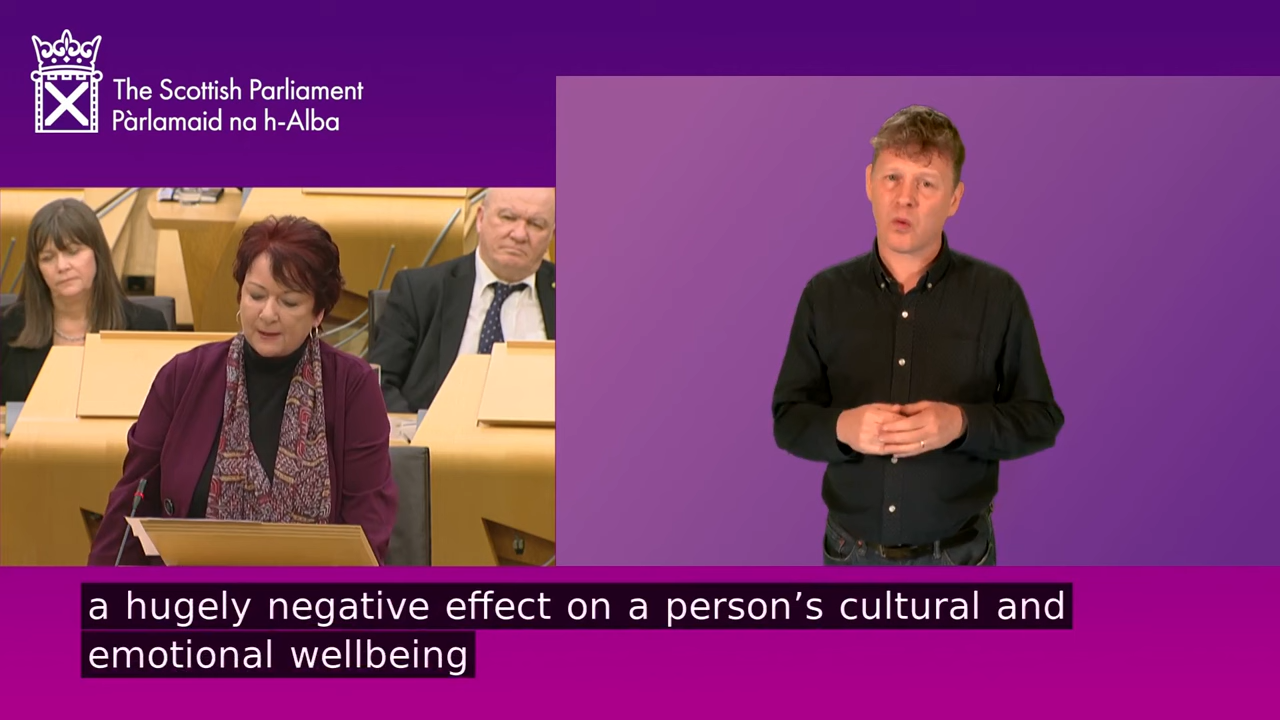 The Scottish Parliament
Pàrlamaid na h-Alba
a hugely negative effect on a person’s cultural and
emotional wellbeing